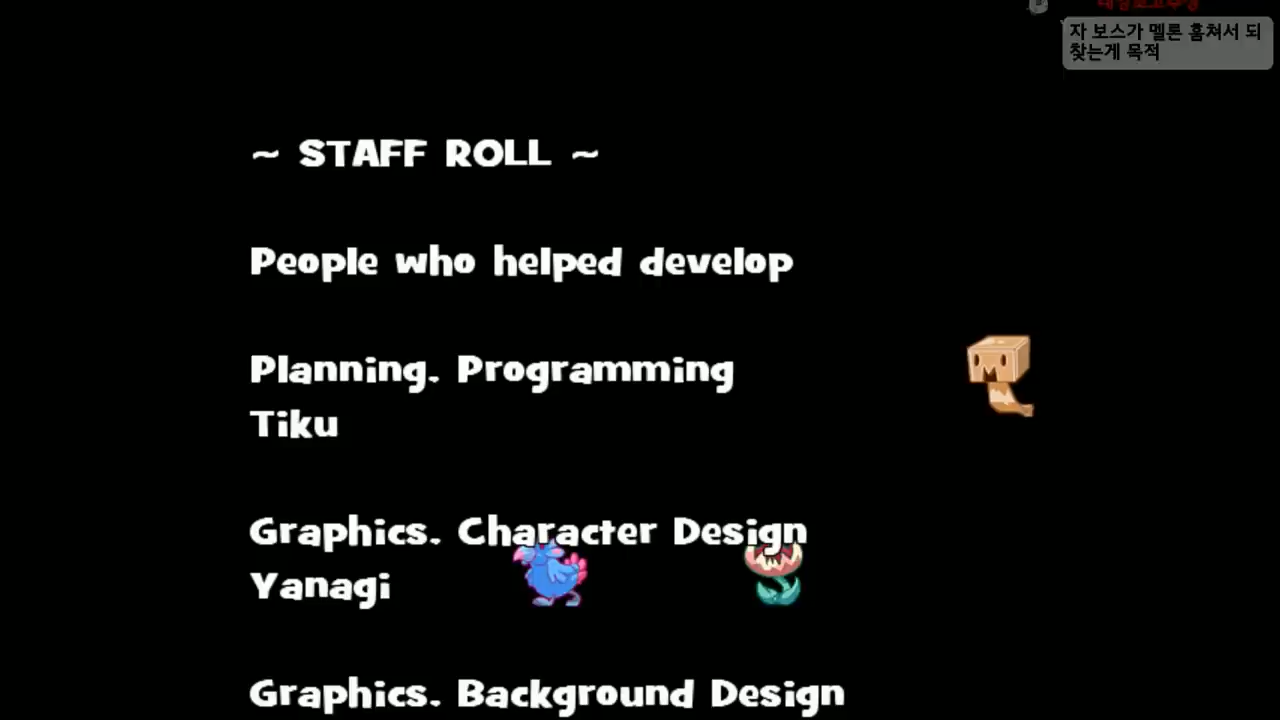 자 보스가 멜론 훔쳐서 되
찾는게 목적
~ STAFF ROLL ~
People who helped develop
Planning. Programming
Tiku
Graphics. Character Design
Yanagi
Graphics. Background Design